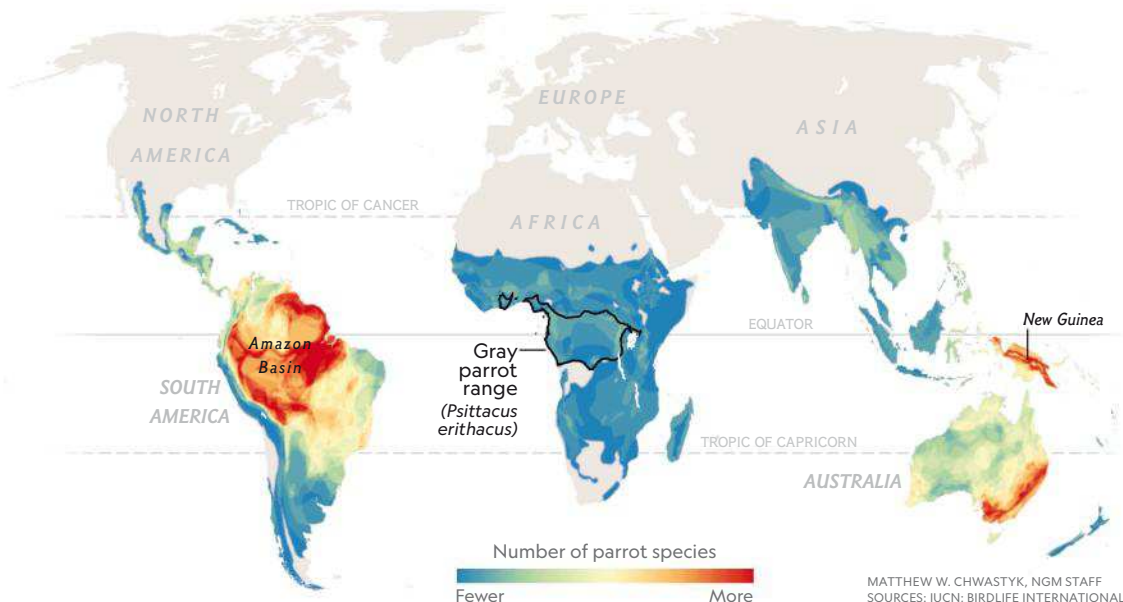 NORTH
AMERICA
EUROPE
ASIA
TROPIC OF CANCER
AFRICA
EQUATOR
New Guinea
Amazon
Basin
Gray
parrot
range
(Psittacus
erithacus)
SOUTH
AMERICA
TROPIC OF CAPRICORN
AUSTRALIA
Number of parrot species
Fewer
More
MATTHEW W. CHWASTYK, NGM STAFF
SOURCES: IUCN; BIRDLIFE INTERNATIONAL